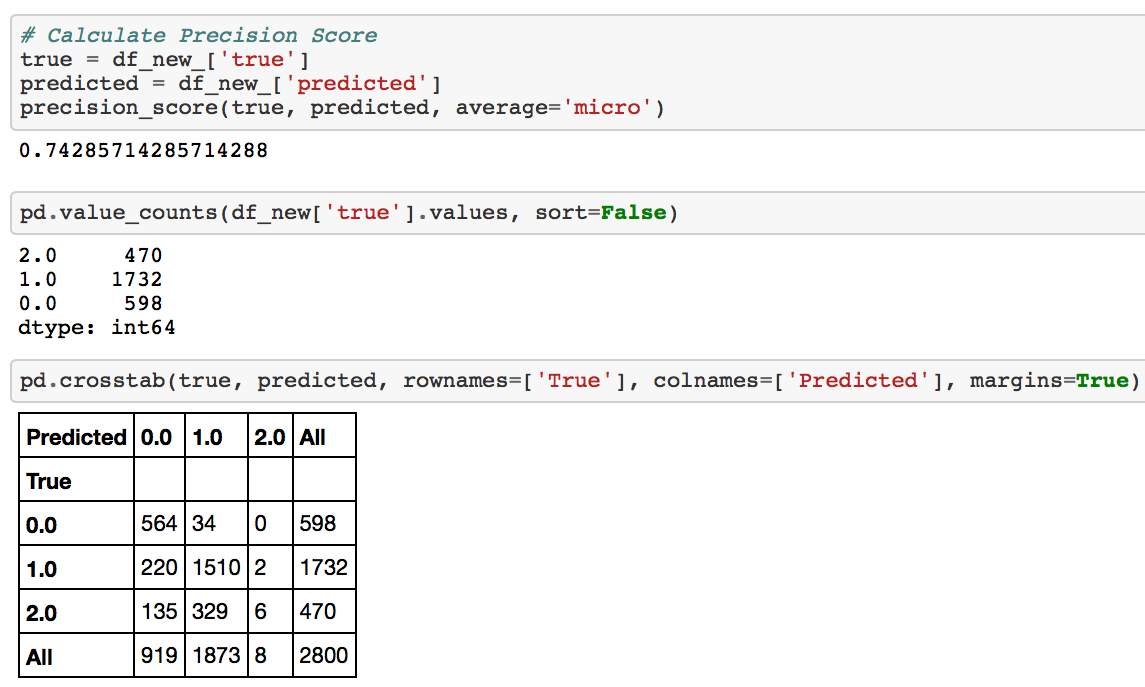 # Calculate Precision Score
true = df_new_['true']
predicted = df_new_['predicted']
precision_score(true, predicted, average='micro')
0.74285714285714288
pd.value_counts(df_new['true'].values, sort=False)
2.0 470
1.0 1732
0.0 598
dtype: int64
pd.crosstab(true, predicted, rownames=['True'], colnames=['Predicted'], margins=True)
Predicted 0.0 1.0 2.0 All
True
0.0 564 34 0 598
1.0 220 1510 2 1732
2.0 135 329 6 470
All 919 1873 8 2800